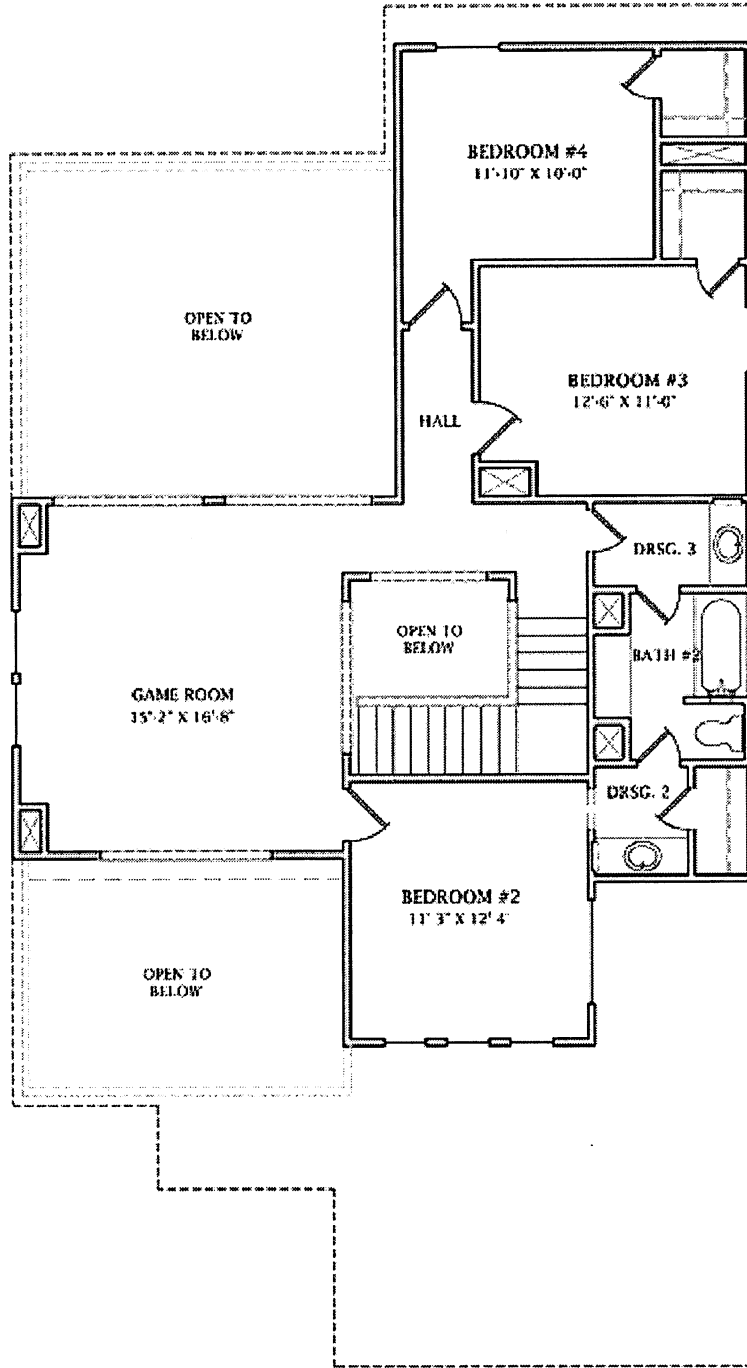 BEDROOM #4
11'-10" X 10'-0"
OPEN TO
BELOW
BEDROOM #3
12'-6" X 11'-0"
HALL
DRSG. 3
OPEN TO
BELOW
BATH #2
GAME ROOM
15'-2" X 16'-8"
DRSG. 2
BEDROOM #2
11' 3" X 12' 4"
OPEN TO
BELOW